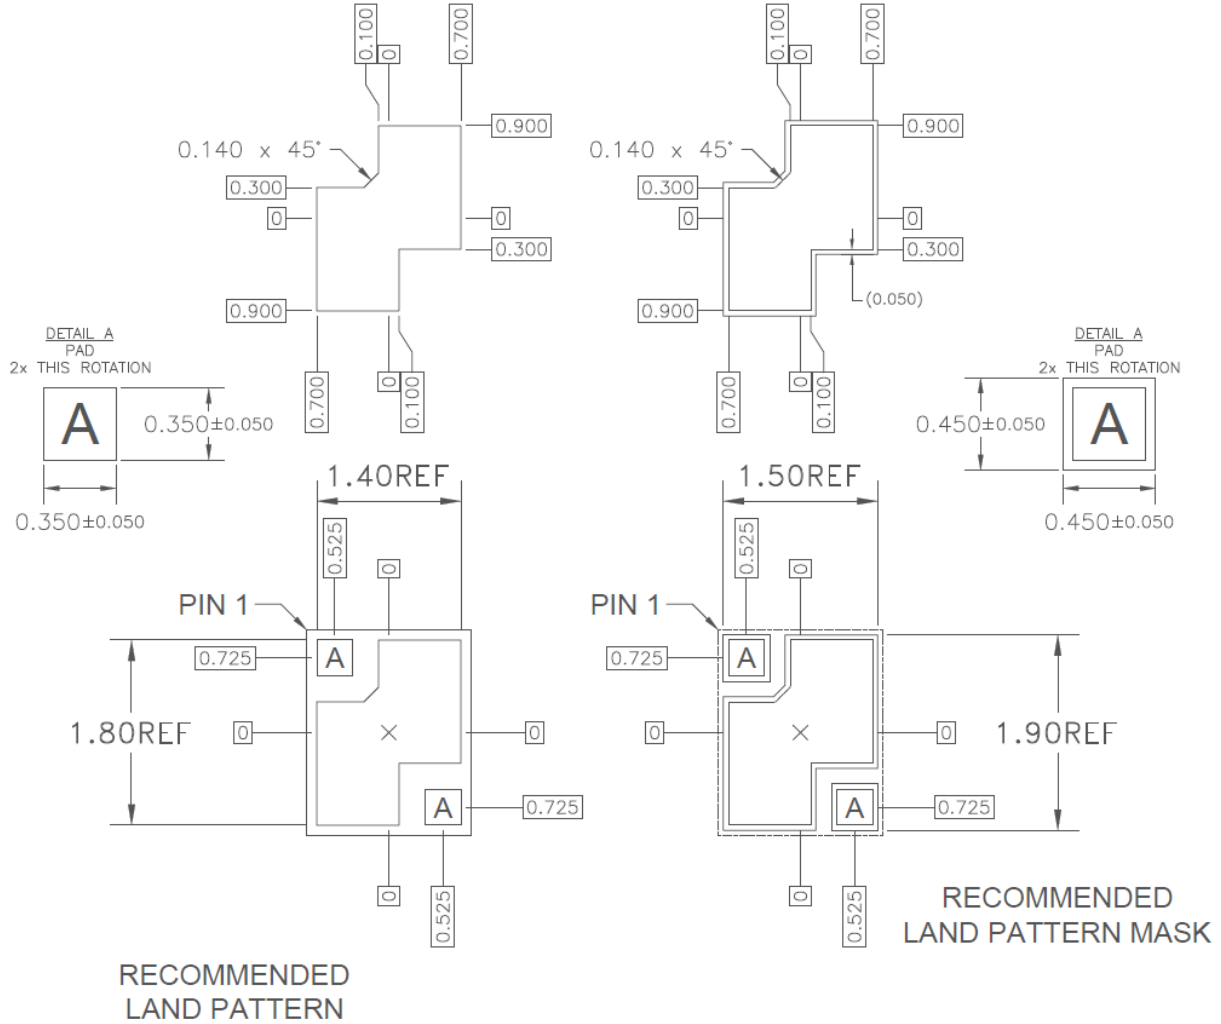 0.100
0
0.700
0.900
0.140 x 45°
0.300
0
0
0.300
0.900
0.700
0
0.100
0.100
0
0.700
0.900
0.140 x 45°
0.300
0
0
0.300
(0.050)
0.900
0.700
0
0.100
DETAIL A
PAD
2x THIS ROTATION
A
0.350±0.050
0.350±0.050
DETAIL A
PAD
2x THIS ROTATION
A
0.450±0.050
0.450±0.050
1.40REF
0.525
0
PIN 1
A
0.725
1.80REF
0
0
A
0.725
0
0.525
RECOMMENDED
LAND PATTERN
1.50REF
0.525
0
PIN 1
A
0.725
0
0
1.90REF
A
0.725
0
0.525
RECOMMENDED
LAND PATTERN MASK